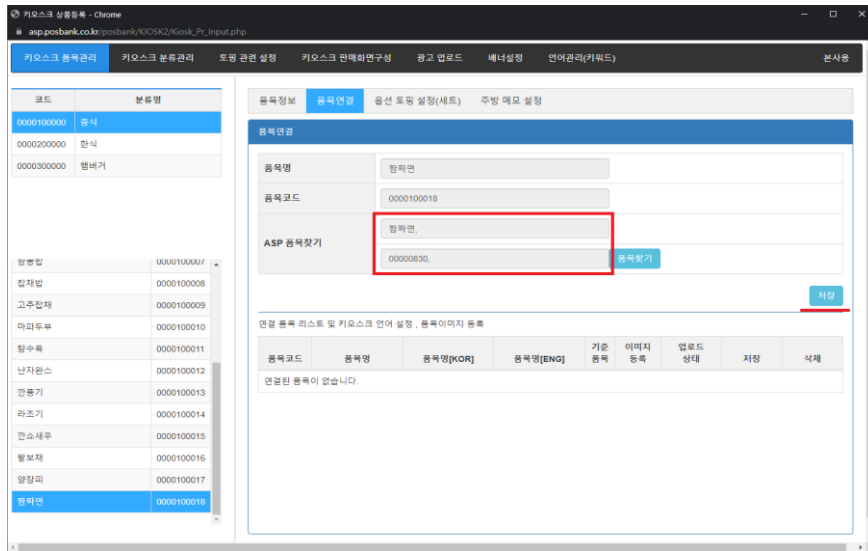 키오스크 상품등록 - Chrome
asp.posbank.co.kr/posbank/KIOSK2/Kiosk_Pr_Input.php
키오스크 품목관리 키오스크 분류관리 토핑 관련 설정 키오스크 판매화면구성 광고 업로드 배너설정 언어관리(키워드) 본사용
코드 분류명
0000100000 중식
0000200000 한식
0000300000 햄버거
품목정보 품목연결 옵션 토핑 설정(세트) 주방 메모 설정
품목연결
품목명 짬짜면
품목코드 0000100018
ASP 품목찾기
짬짜면,
00000830, 품목찾기
저장
0000100007
잡채밥 0000100008
고추잡채 0000100009
마파두부 0000100010
탕수육 0000100011
난자완스 0000100012
깐풍기 0000100013
라조기 0000100014
깐쇼새우 0000100015
팔보채 0000100016
양장피 0000100017
짬짜면 0000100018
연결 품목 리스트 및 키오스크 언어 설정 , 품목이미지 등록
품목코드 품목명 품목명[KOR] 품목명[ENG] 기준 품목 이미지 등록 업로드 상태 저장 삭제
연결된 품목이 없습니다.